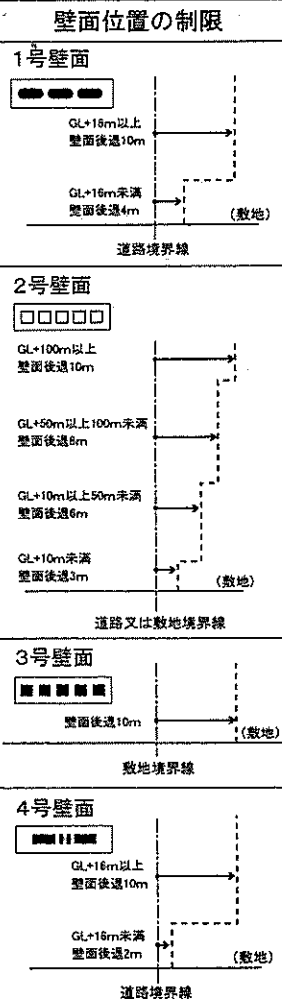 壁面位置の制限
1号壁面
GL+16m以上
壁面後退10m
GL+16m未満
壁面後退4m
(敷地)
道路境界線
2号壁面
GL+100m以上
壁面後退10m
GL+50m以上100m未満
壁面後退8m
GL+10m以上50m未満
壁面後退6m
GL+10m未満
壁面後退3m
(敷地)
道路又は敷地境界線
3号壁面
壁面後退10m
(敷地)
敷地境界線
4号壁面
GL+16m以上
壁面後退10m
GL+16m未満
壁面後退2m
(敷地)
道路境界線